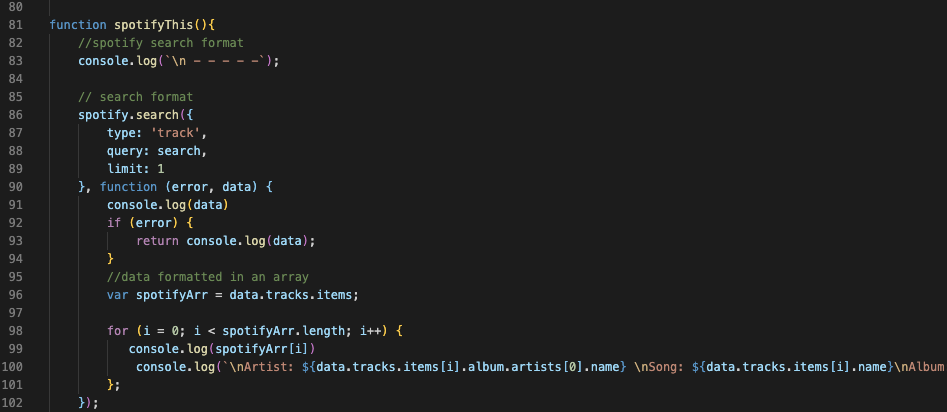 80
81 function spotifyThis(){
82 //spotify search format
83 console.log(`\n - - - - -`);
84
85 // search format
86 spotify.search({
87 type: 'track',
88 query: search,
89 limit: 1
90 }, function (error, data) {
91 console.log(data)
92 if (error) {
93 return console.log(data);
94 }
95 //data formatted in an array
96 var spotifyArr = data.tracks.items;
97
98 for (i = 0; i < spotifyArr.length; i++) {
99 console.log(spotifyArr[i])
100 console.log(`\nArtist: ${data.tracks.items[i].album.artists[0].name} \nSong: ${data.tracks.items[i].name}\nAlbum
101 };
102 });